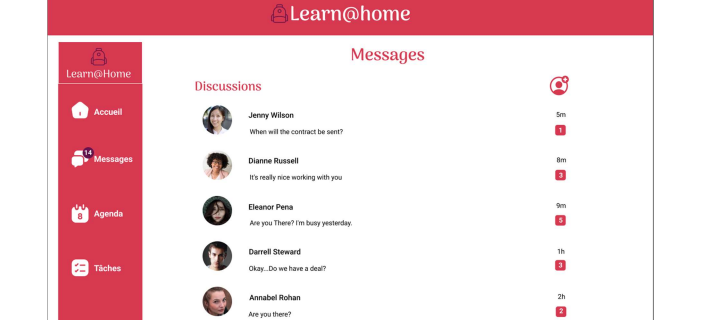 Learn@home
Learn@Home
Accueil
14
Messages
8
Agenda
Tâches
Messages
Discussions
Jenny Wilson
5m
When will the contract be sent?
1
Dianne Russell
8m
It's really nice working with you
3
Eleanor Pena
9m
Are you There? I'm busy yesterday.
5
Darrell Steward
1h
Okay...Do we have a deal?
3
Annabel Rohan
2h
Are you there?
2